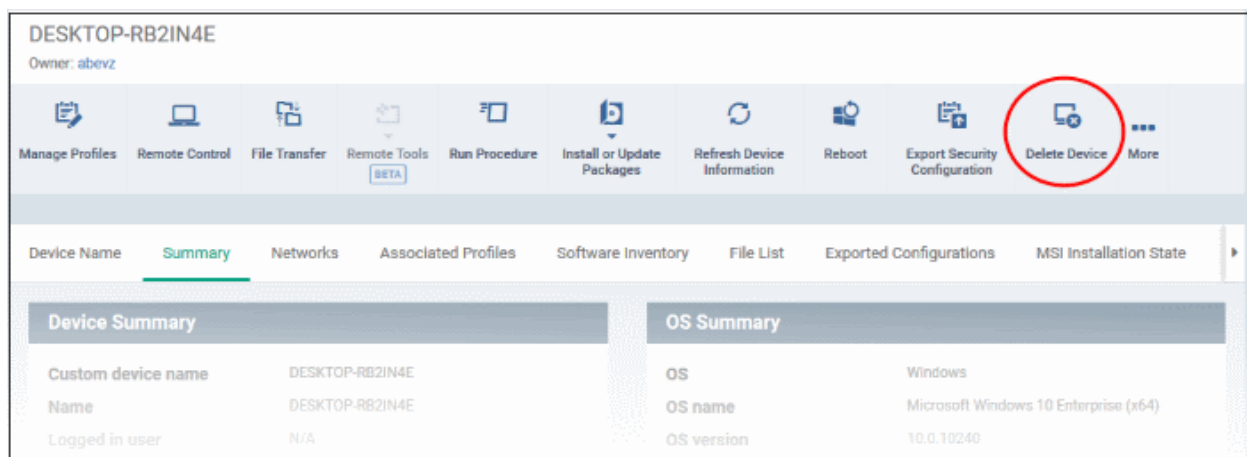 DESKTOP-RB2IN4E
Owner: abevz
Manage Profiles
Remote Control
File Transfer
Remote Tools
BETA
Run Procedure
Install or Update
Packages
Refresh Device
Information
Reboot
Export Security
Configuration
Delete Device
More
Device Name
Summary
Networks
Associated Profiles
Software Inventory
File List
Exported Configurations
MSI Installation State
Device Summary
Custom device name DESKTOP-RB2IN4E
Name DESKTOP-RB2IN4E
Logged in user N/A
OS Summary
OS Windows
OS name Microsoft Windows 10 Enterprise (x64)
OS version 10.0.10240